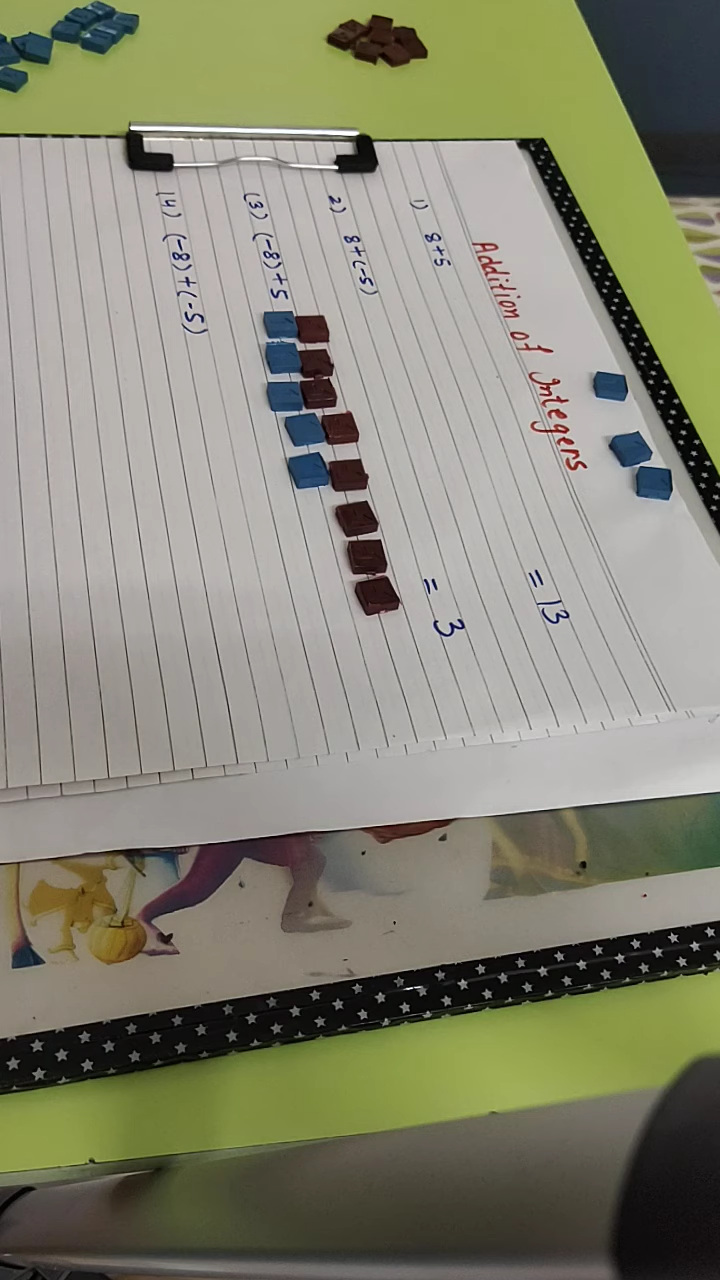 Addition of Integers
1) 8+5 = 13
2) 8+(-5) = 3
(3) (-8)+5
(4) (-8)+(-5)